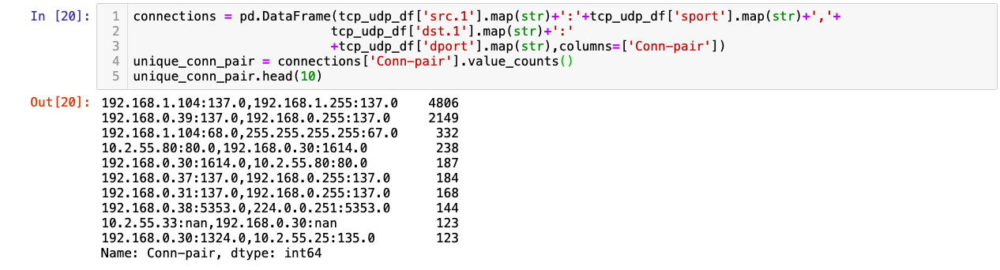 In [20]:
1 connections = pd.DataFrame(tcp_udp_df['src.1'].map(str)+':'+tcp_udp_df['sport'].map(str)+','+
2                           tcp_udp_df['dst.1'].map(str)+':'
3                           +tcp_udp_df['dport'].map(str),columns=['Conn-pair'])
4 unique_conn_pair = connections['Conn-pair'].value_counts()
5 unique_conn_pair.head(10)
Out[20]: 192.168.1.104:137.0,192.168.1.255:137.0    4806
192.168.0.39:137.0,192.168.0.255:137.0     2149
192.168.1.104:68.0,255.255.255.255:67.0     332
10.2.55.80:80.0,192.168.0.30:1614.0         238
192.168.0.30:1614.0,10.2.55.80:80.0         187
192.168.0.37:137.0,192.168.0.255:137.0      184
192.168.0.31:137.0,192.168.0.255:137.0      168
192.168.0.38:5353.0,224.0.0.251:5353.0      144
10.2.55.33:nan,192.168.0.30:nan             123
192.168.0.30:1324.0,10.2.55.25:135.0        123
Name: Conn-pair, dtype: int64